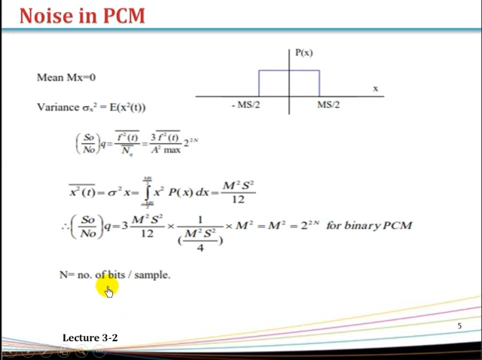 Noise in PCM
P(x)
Mean Mx=0
x
Variance σₓ² = E(x²(t))
- MS/2 MS/2
(So/No)q = f²(t)/N_q = 3 f²(t)/A² max 2^{2N}
x²(t) = σ²x = ∫ x² P(x) dx = M²S²/12
∴ (So/No)q = 3 M²S²/12 × 1/(M²S²/4) × M² = M² = 2^{2N} for binary PCM
N= no. of bits / sample.
5
Lecture 3-2